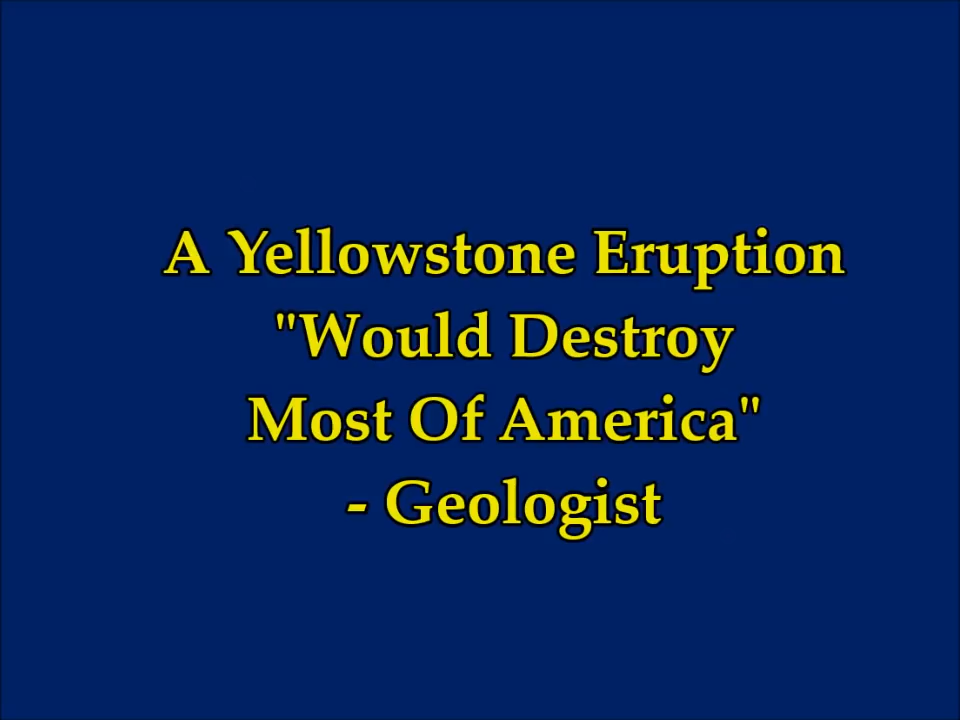 A Yellowstone Eruption
"Would Destroy
Most Of America"
- Geologist